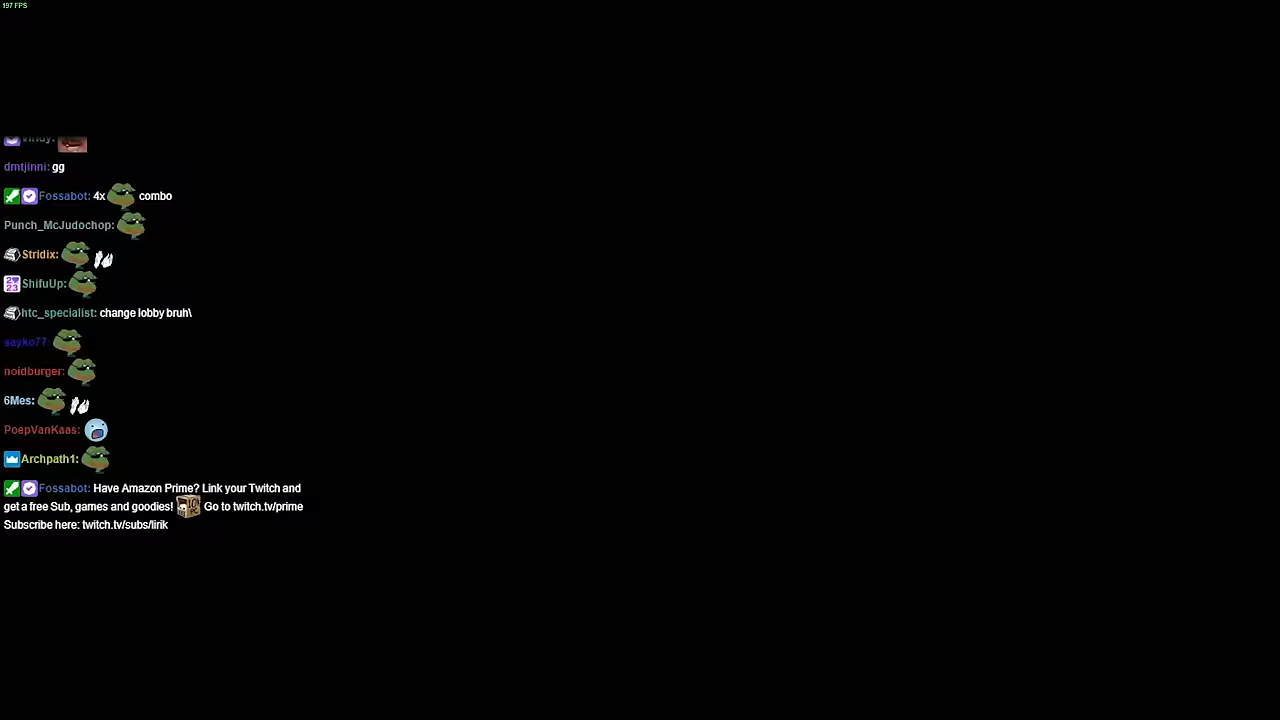 197 FPS
dmtjinni: gg
Fossabot: 4x combo
Punch_McJudochop:
Stridix:
ShifuUp:
htc_specialist: change lobby bruh\
sayko77:
noidburger:
6Mes:
PoepVanKaas:
Archpath1:
Fossabot: Have Amazon Prime? Link your Twitch and
get a free Sub, games and goodies! Go to twitch.tv/prime
Subscribe here: twitch.tv/subs/lirik